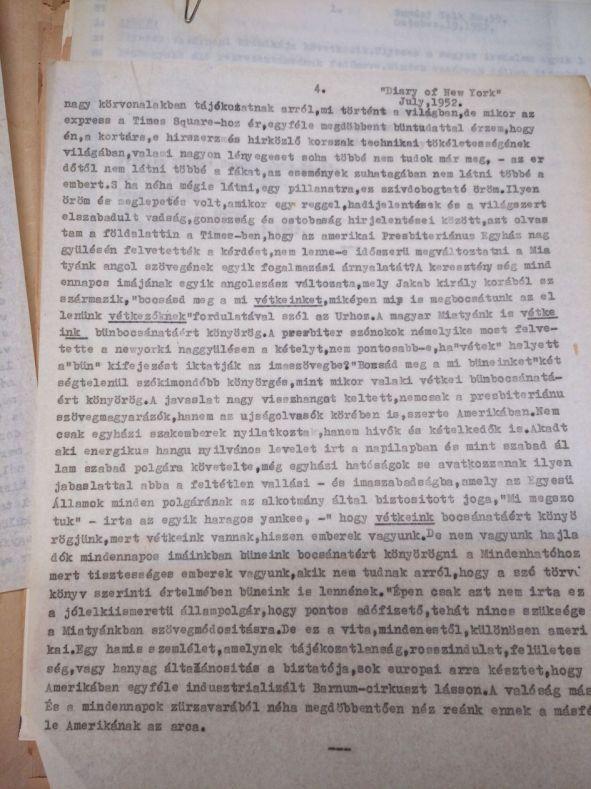 Sunday Talk No.55.
October,19,1952.
4. "Diary of New York"
July,1952.
nagy körvonalakban tájékoztatnak arról,mi történt a világban,de mikor az
express a Times Square-hoz ér,egyféle megdöbbent büntudattal érzem,hogy
én,a kortárs,e hirszerzés hirközlő korszak technikai tökéletességének
világában,valami nagyon lényegeset soha többé nem tudok már meg, - az er
dőtől nem látni többé a fákat,az események zuhatagában nem látni többé a
embert.S ha néha mégis látni,egy pillanatra,ez szivdobogtató öröm.Ilyen
öröm és meglepetés volt,amikor egy reggel,hadijelentések és a világszert
elszabadult vadság,gonoszság és ostobaság hirjelentései között,azt olvas
tam a földalattin a Times-ben,hogy az amerikai Presbiteriánus Egyház nag
gyülésén felvetették a kérdést,nem lenne-e időszerü megváltoztatni a Mia
tyánk angol szövegének egyik fogalmazási árnyalatát?A keresztény ség mind
ennapos imájának egyik angolszász változata,mely Jakab király korából sz
származik,"bocsásd meg a mi vétkeinket,miképen mi is megbocsátunk az el
lenünk vétkezőknek"fordulatával szól az Urhoz.A magyar Miatyánk is vétke
ink bünbocsánatáért könyörög.A presbiter szónokok némelyike most felve-
tette a newyorki naggyülésen a kételyt,nem pontosabb-e,ha"vétek" helyett
a"bün" kifejezést iktatják az imaszövegbe?"Bocsád meg a mi büneinket"két
ségtelenül szókimondóbb könyörgés,mint mikor valaki vétkei bünbocsánatá-
ért könyörög.A javaslat nagy visszhangot keltett,nemcsak a presbiteriánu
szövegmagyarázók,hanem az ujságolvasók körében is,szerte Amerikában.Nem
csak egyházi szakemberek nyilatkoztak,hanem hivők és kételkedők is.Akadt
aki energikus hangu nyilvános levelet irt a napilapban és mint szabad ál
lam szabad polgára követelte,még egyházi hatóságok se avatkozzanak ilyen
javaslattal abba a feltétlen vallási - és imaszabadságba,amely az Egyesü
Államok minden polgárának az alkotmány által biztositott joga,"Mi megszo
tuk" - irta az egyik haragos yankee, -" hogy vétkeink bocsánatáért könyö
rögjünk,mert vétkeink vannak,hiszen emberek vagyunk.De nem vagyunk hajla
dók mindennapos imáinkban büneink bocsánatért könyörögni a Mindenhatóhoz
mert tisztességes emberek vagyunk,akik nem tudnak arról,hogy a szó törvé
könyv szerinti értelmében büneink is lennének."Épen csak azt nem irta ez
a jólelkiismeretü állampolgár,hogy pontos adófizető,tehát nincs szüksége
a Miatyánkban szövegmódositásra.De ez a vita,mindenestől,különösen ameri
kai.Egy hamis szemlélet,amelynek tájékozatlanság,rosszindulat,felületes
ség,vagy hanyag általánositás a biztatója,sok europai arra késztet,hogy
Amerikában egyféle indusztrializált Barnum-cirkuszt lásson.A valóság más
És a mindennapok zürzavarából néha megdöbbentően néz reánk ennek a másfé
le Amerikának az arca.